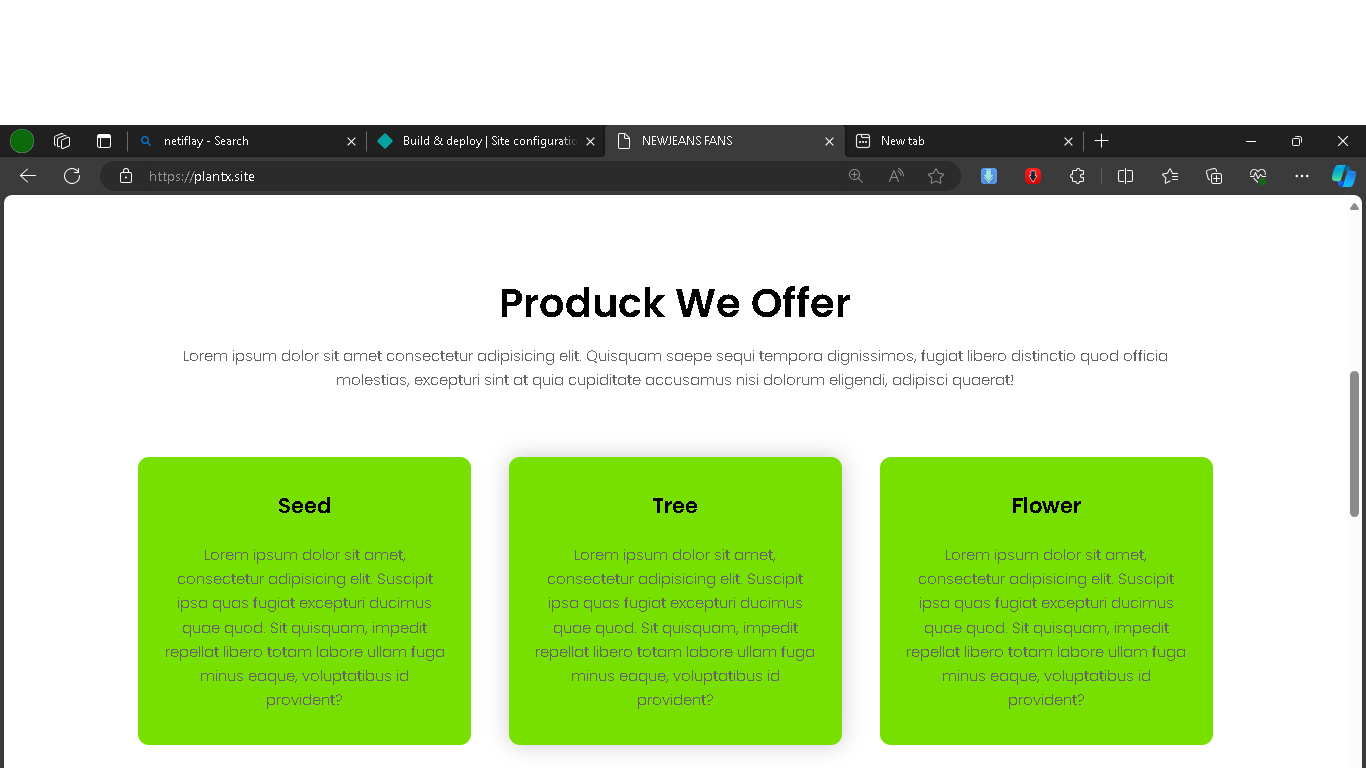 netiflay - Search
Build & deploy | Site configuratio
NEWJEANS FANS
New tab
https://plantx.site
Produck We Offer
Lorem ipsum dolor sit amet consectetur adipisicing elit. Quisquam saepe sequi tempora dignissimos, fugiat libero distinctio quod officia
molestias, excepturi sint at quia cupiditate accusamus nisi dolorum eligendi, adipisci quaerat!
Seed
Lorem ipsum dolor sit amet,
consectetur adipisicing elit. Suscipit
ipsa quas fugiat excepturi ducimus
quae quod. Sit quisquam, impedit
repellat libero totam labore ullam fuga
minus eaque, voluptatibus id
provident?
Tree
Lorem ipsum dolor sit amet,
consectetur adipisicing elit. Suscipit
ipsa quas fugiat excepturi ducimus
quae quod. Sit quisquam, impedit
repellat libero totam labore ullam fuga
minus eaque, voluptatibus id
provident?
Flower
Lorem ipsum dolor sit amet,
consectetur adipisicing elit. Suscipit
ipsa quas fugiat excepturi ducimus
quae quod. Sit quisquam, impedit
repellat libero totam labore ullam fuga
minus eaque, voluptatibus id
provident?